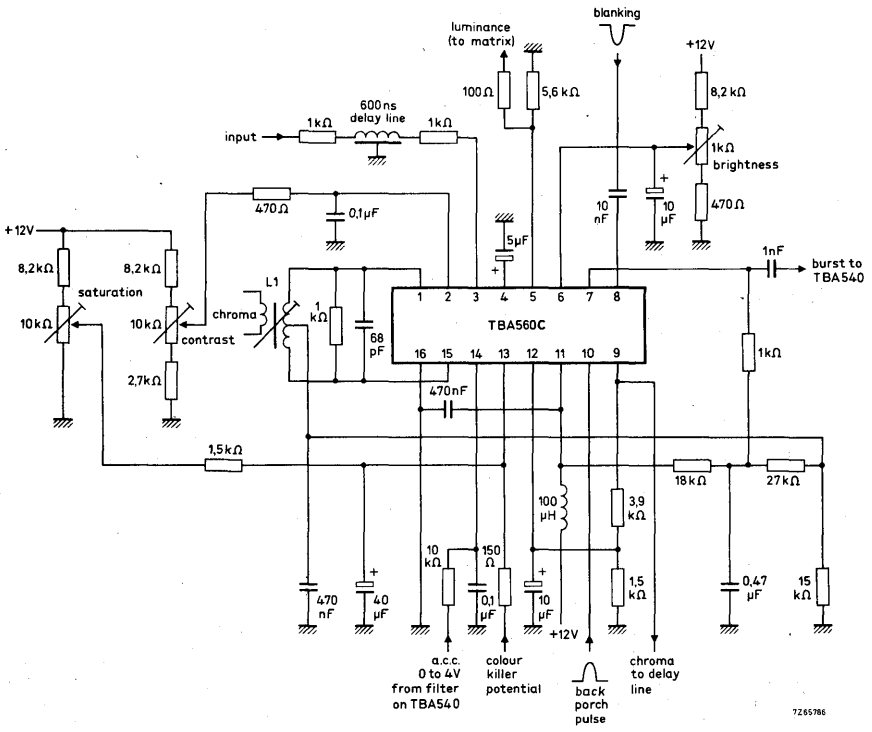 blanking
luminance
(to matrix)
+12V
100Ω
5,6kΩ
8,2kΩ
600ns
delay line
1kΩ
1kΩ
input
1kΩ
brightness
470Ω
0,1µF
10
nF
+
10
µF
470Ω
+12V
5µF
+
1nF
burst to
TBA540
8,2kΩ
8,2kΩ
saturation
L1
1 2 3 4 5 6 7 8
TBA560C
16 15 14 13 12 11 10 9
10kΩ
10kΩ
contrast
chroma
1
kΩ
68
pF
1kΩ
2,7kΩ
470nF
1,5kΩ
18kΩ
27kΩ
100
µH
3,9
kΩ
10
kΩ
150
Ω
470
nF
+
40
µF
0,1
µF
+
10
µF
1,5
kΩ
0,47
µF
15
kΩ
+12V
a.c.c.
0 to 4V
from filter
on TBA540
colour
killer
potential
back
porch
pulse
chroma
to delay
line
7Z65786